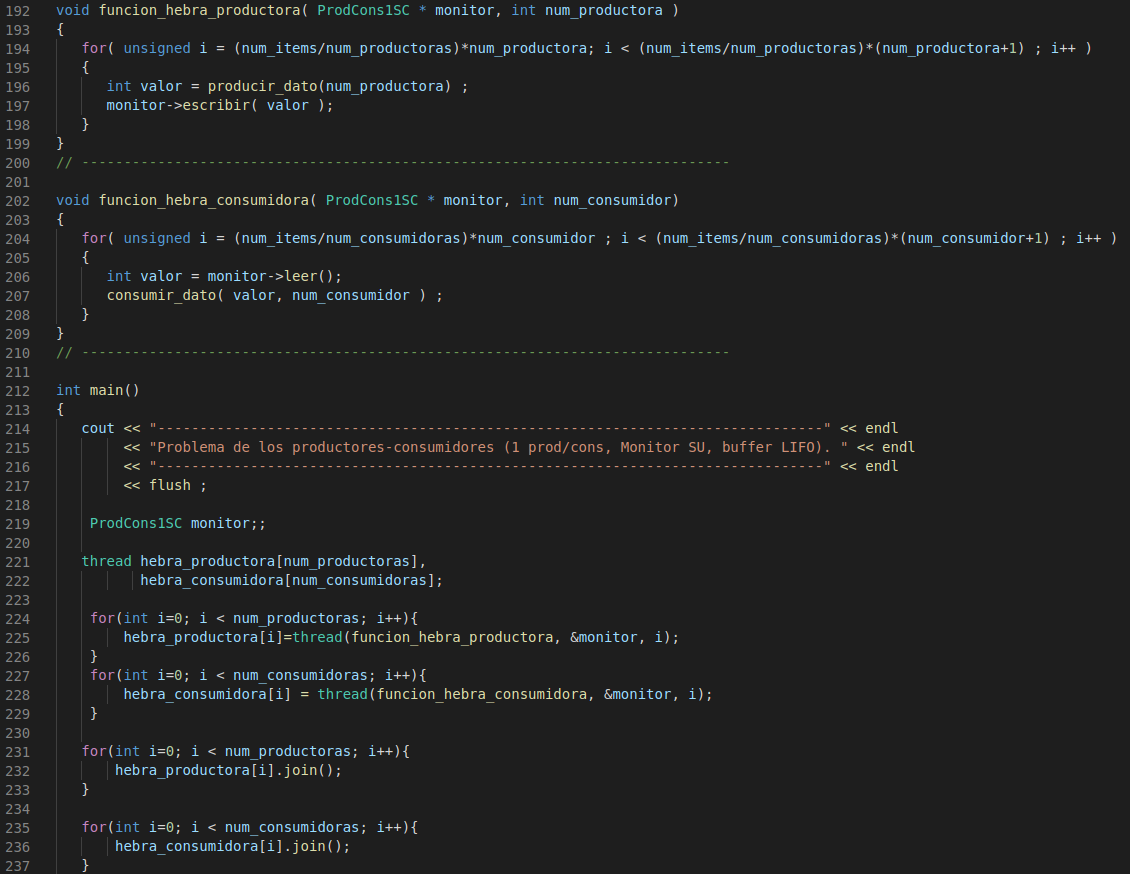 192 void funcion_hebra_productora( ProdCons1SC * monitor, int num_productora )
193 {
194 for( unsigned i = (num_items/num_productoras)*num_productora; i < (num_items/num_productoras)*(num_productora+1) ; i++ )
195 {
196 int valor = producir_dato(num_productora) ;
197 monitor->escribir( valor );
198 }
199 }
200 // -----------------------------------------------------------------------------
201
202 void funcion_hebra_consumidora( ProdCons1SC * monitor, int num_consumidor)
203 {
204 for( unsigned i = (num_items/num_consumidoras)*num_consumidor ; i < (num_items/num_consumidoras)*(num_consumidor+1) ; i++ )
205 {
206 int valor = monitor->leer();
207 consumir_dato( valor, num_consumidor ) ;
208 }
209 }
210 // -----------------------------------------------------------------------------
211
212 int main()
213 {
214 cout << "-------------------------------------------------------------------------------" << endl
215 << "Problema de los productores-consumidores (1 prod/cons, Monitor SU, buffer LIFO). " << endl
216 << "-------------------------------------------------------------------------------" << endl
217 << flush ;
218
219 ProdCons1SC monitor;;
220
221 thread hebra_productora[num_productoras],
222 hebra_consumidora[num_consumidoras];
223
224 for(int i=0; i < num_productoras; i++){
225 hebra_productora[i]=thread(funcion_hebra_productora, &monitor, i);
226 }
227 for(int i=0; i < num_consumidoras; i++){
228 hebra_consumidora[i] = thread(funcion_hebra_consumidora, &monitor, i);
229 }
230
231 for(int i=0; i < num_productoras; i++){
232 hebra_productora[i].join();
233 }
234
235 for(int i=0; i < num_consumidoras; i++){
236 hebra_consumidora[i].join();
237 }